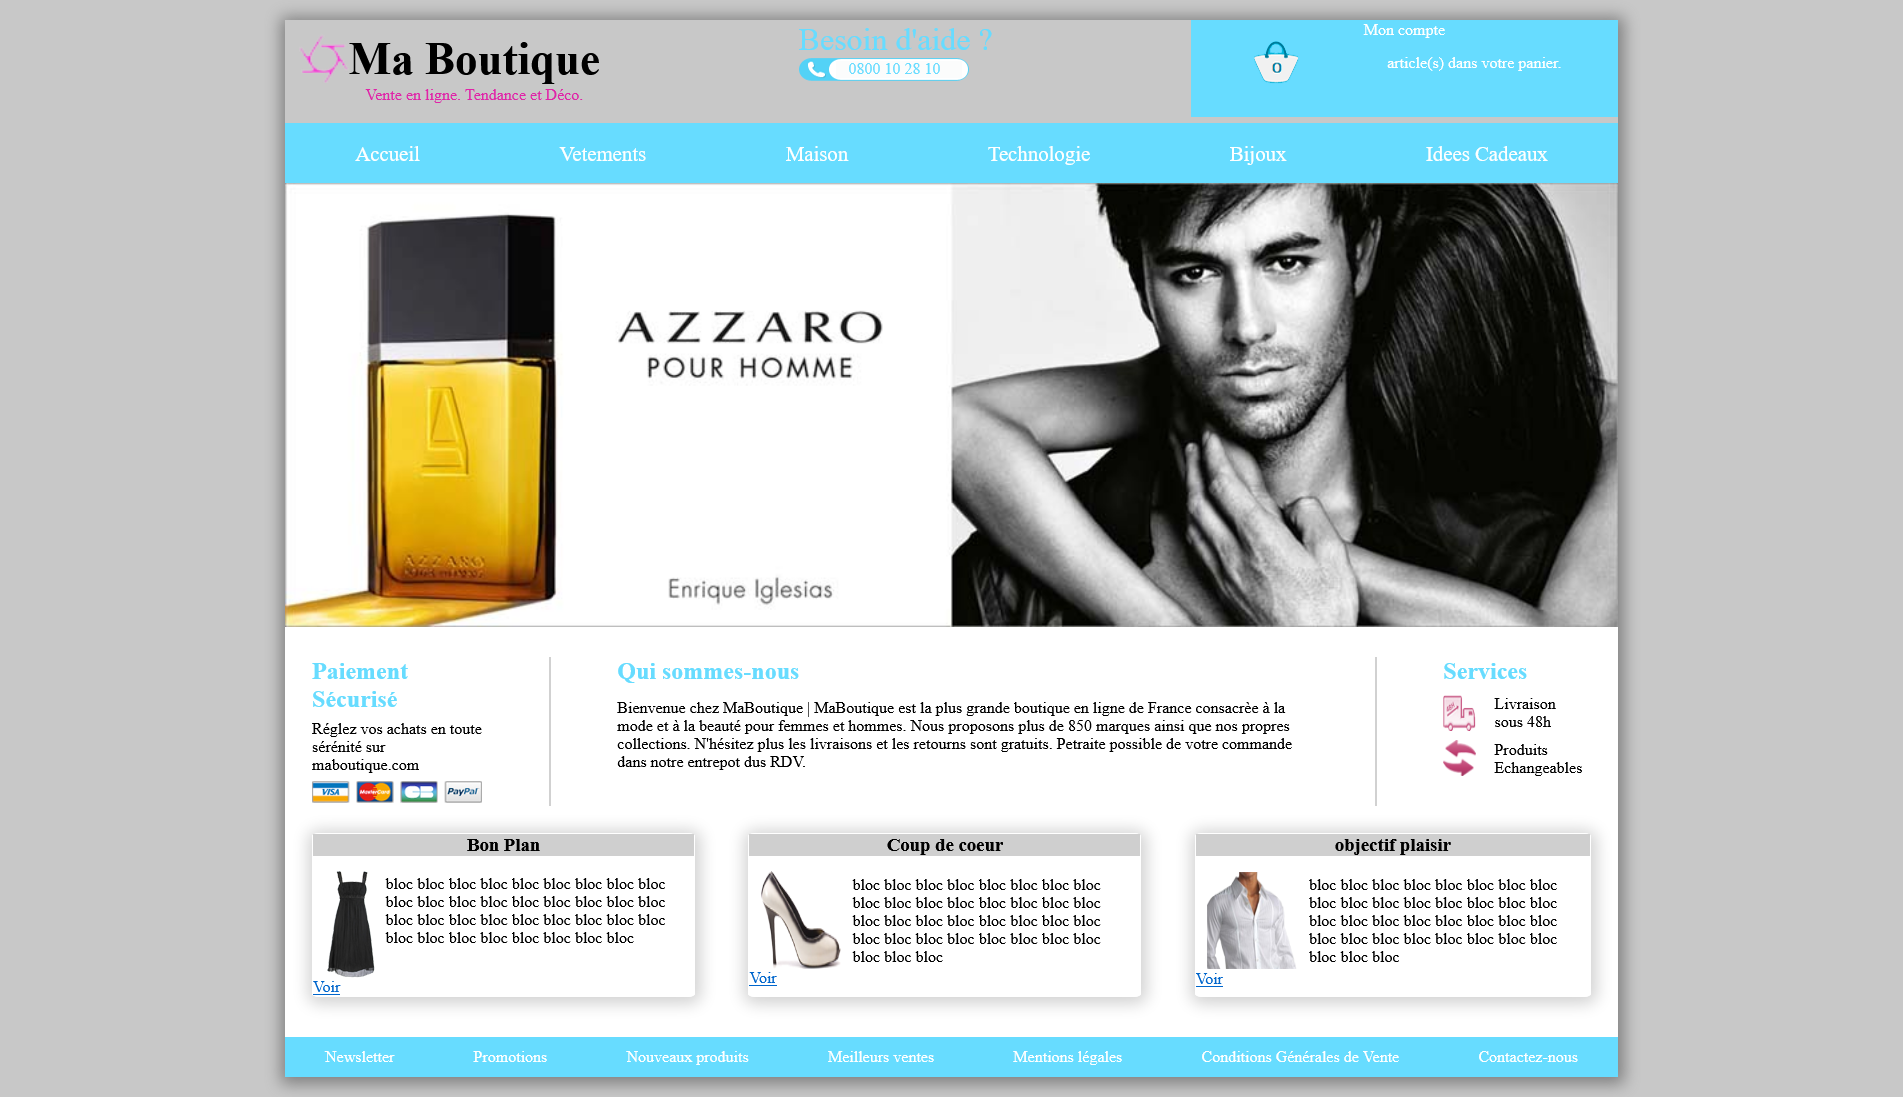 Ma Boutique
Vente en ligne. Tendance et Déco.
Besoin d'aide ?
0800 10 28 10
Mon compte
0
article(s) dans votre panier.
Accueil Vetements Maison Technologie Bijoux Idees Cadeaux
AZZARO
POUR HOMME
Enrique Iglesias
AZZARO
POUR HOMME
Paiement
Sécurisé
Réglez vos achats en toute
sérénité sur
maboutique.com
VISA MasterCard CB PayPal
Qui sommes-nous
Bienvenue chez MaBoutique | MaBoutique est la plus grande boutique en ligne de France consacrèe à la
mode et à la beauté pour femmes et hommes. Nous proposons plus de 850 marques ainsi que nos propres
collections. N'hésitez plus les livraisons et les retourns sont gratuits. Petraite possible de votre commande
dans notre entrepot dus RDV.
Services
Livraison
sous 48h
Produits
Echangeables
Bon Plan
bloc bloc bloc bloc bloc bloc bloc bloc bloc
bloc bloc bloc bloc bloc bloc bloc bloc bloc
bloc bloc bloc bloc bloc bloc bloc bloc bloc
bloc bloc bloc bloc bloc bloc bloc bloc
Voir
Coup de coeur
bloc bloc bloc bloc bloc bloc bloc bloc
bloc bloc bloc bloc bloc bloc bloc bloc
bloc bloc bloc bloc bloc bloc bloc bloc
bloc bloc bloc bloc bloc bloc bloc bloc
bloc bloc bloc
Voir
objectif plaisir
bloc bloc bloc bloc bloc bloc bloc bloc
bloc bloc bloc bloc bloc bloc bloc bloc
bloc bloc bloc bloc bloc bloc bloc bloc
bloc bloc bloc bloc bloc bloc bloc bloc
bloc bloc bloc
Voir
Newsletter Promotions Nouveaux produits Meilleurs ventes Mentions légales Conditions Générales de Vente Contactez-nous